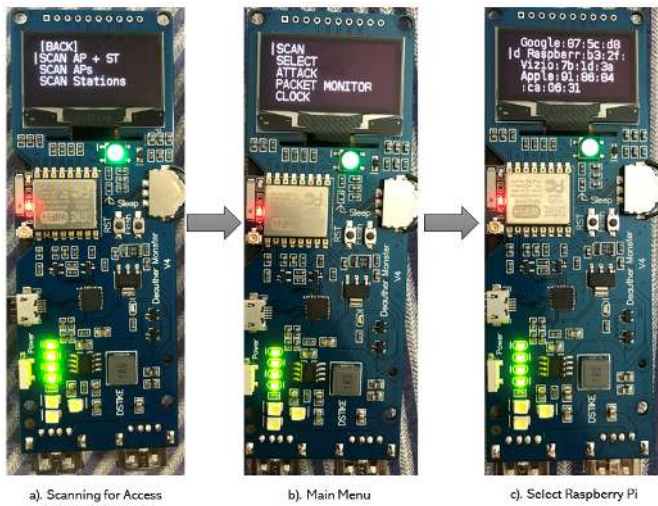 [BACK]
SCAN AP + ST
SCAN APs
SCAN Stations
Sleep
RST
Power
Deauther Monster
V4
DSTIKE
a). Scanning for Access
SCAN
SELECT
ATTACK
PACKET MONITOR
CLOCK
Sleep
RST
Flash
Power
Deauther Monster
V4
DSTIKE
b). Main Menu
Google:87:5c:d8
d Raspberr:b3:2f:
Vizio:7b:1d:3a
Apple:91:86:84
:ca:06:31
Sleep
RST
Power
Deauther Monster
V4
DSTIKE
c). Select Raspberry Pi